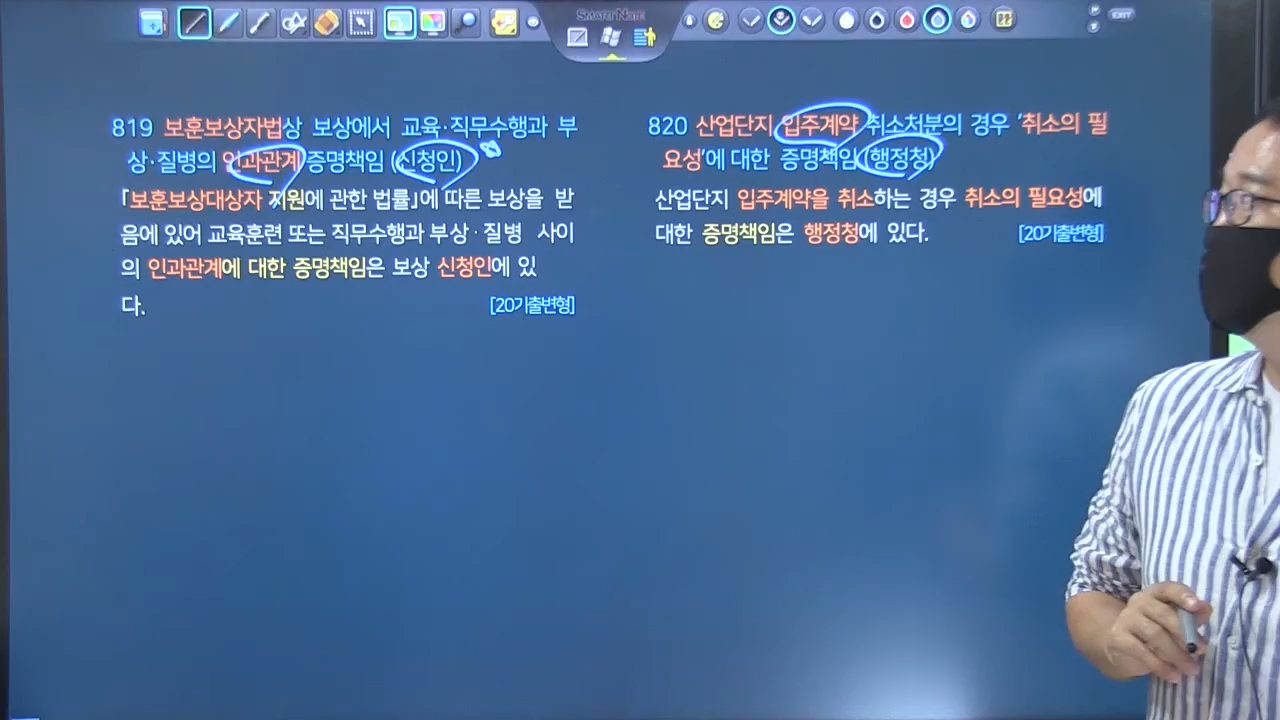 SMARTNOTE
EXIT
819 보훈보상자법상 보상에서 교육·직무수행과 부
상·질병의 인과관계 증명책임 (신청인)
「보훈보상대상자 지원에 관한 법률」에 따른 보상을 받
음에 있어 교육훈련 또는 직무수행과 부상·질병 사이
의 인과관계에 대한 증명책임은 보상 신청인에 있
다. [20기출변형]
820 산업단지 입주계약 취소처분의 경우 '취소의 필
요성'에 대한 증명책임 (행정청)
산업단지 입주계약을 취소하는 경우 취소의 필요성에
대한 증명책임은 행정청에 있다. [20기출변형]